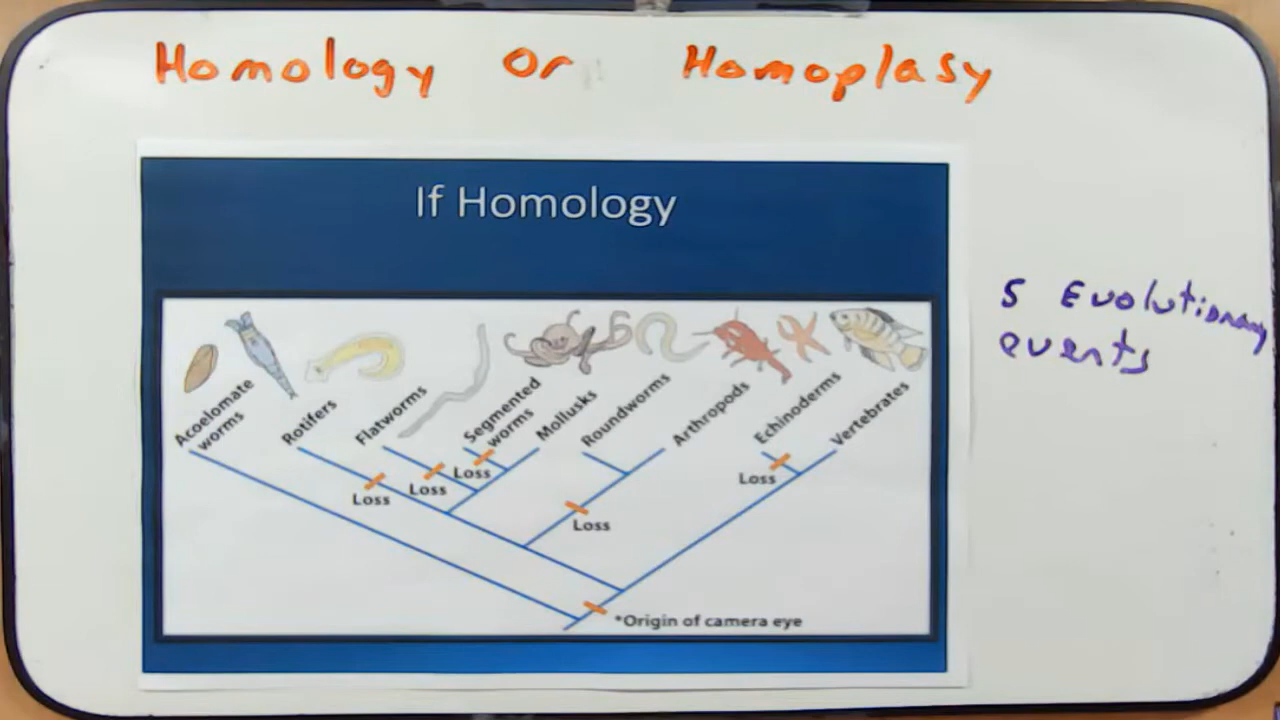 Homology Or Homoplasy
If Homology
5 Evolutionary
events
Acoelomate
worms
Rotifers
Flatworms
Segmented
worms
Mollusks
Roundworms
Arthropods
Echinoderms
Vertebrates
Loss
Loss
Loss
Loss
Loss
*Origin of camera eye